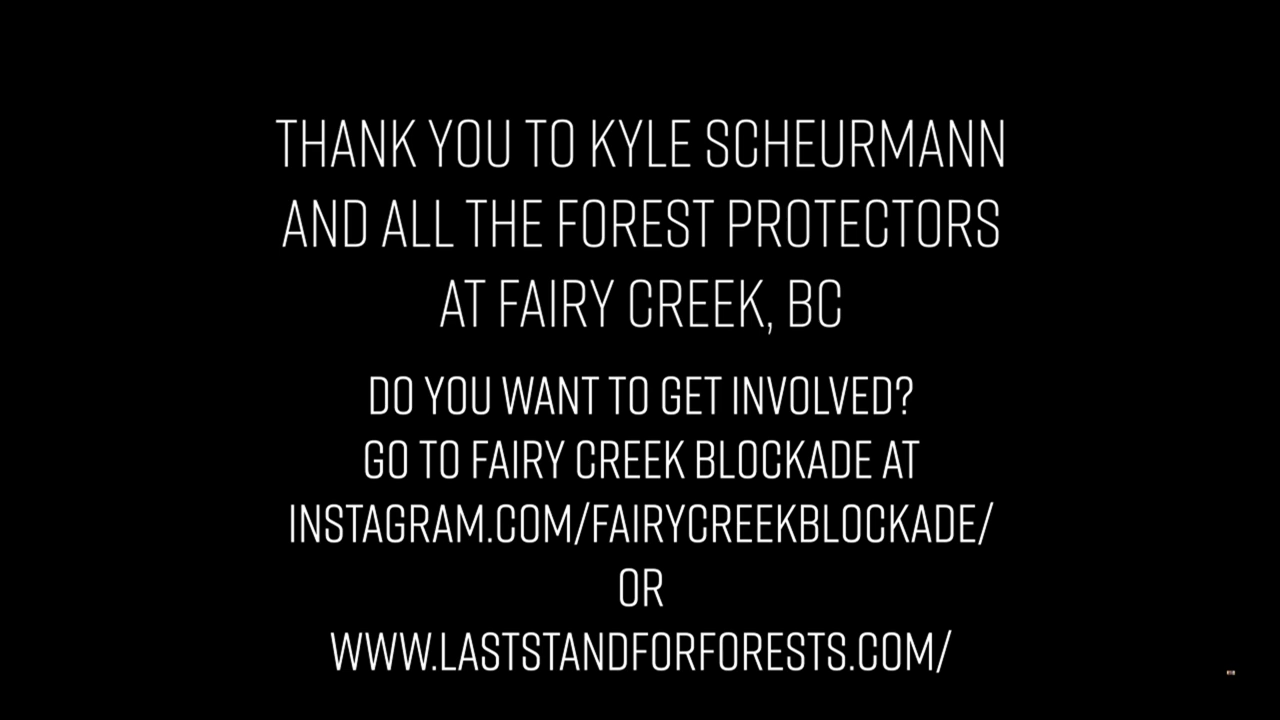 THANK YOU TO KYLE SCHEURMANN
AND ALL THE FOREST PROTECTORS
AT FAIRY CREEK, BC
DO YOU WANT TO GET INVOLVED?
GO TO FAIRY CREEK BLOCKADE AT
INSTAGRAM.COM/FAIRYCREEKBLOCKADE/
OR
WWW.LASTSTANDFORFORESTS.COM/